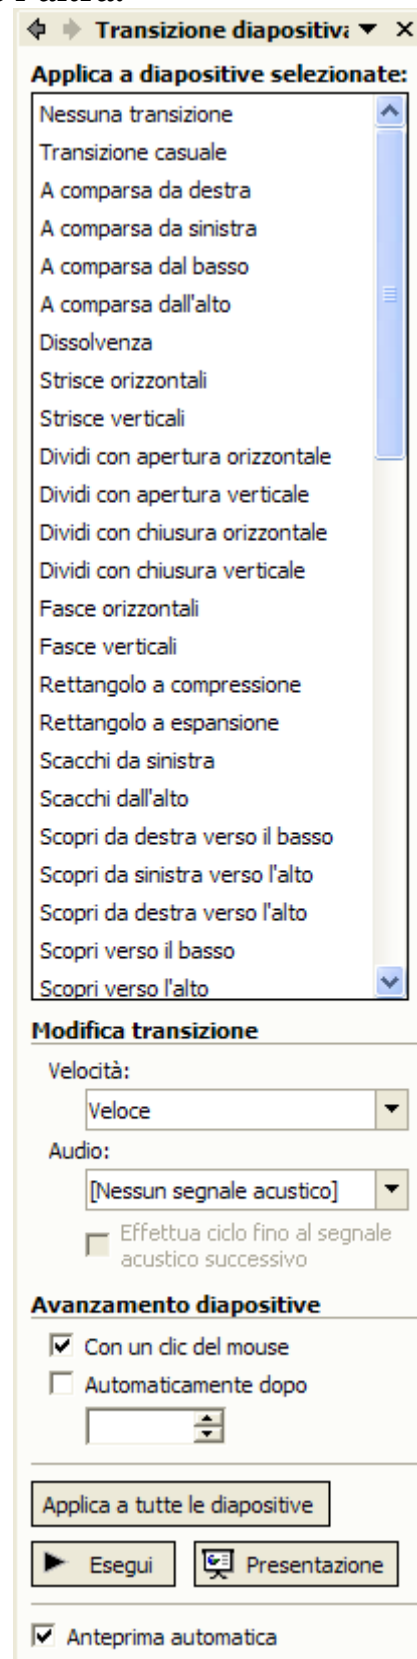 Transizione diapositiva
Applica a diapositive selezionate:
Nessuna transizione
Transizione casuale
A comparsa da destra
A comparsa da sinistra
A comparsa dal basso
A comparsa dall'alto
Dissolvenza
Strisce orizzontali
Strisce verticali
Dividi con apertura orizzontale
Dividi con apertura verticale
Dividi con chiusura orizzontale
Dividi con chiusura verticale
Fasce orizzontali
Fasce verticali
Rettangolo a compressione
Rettangolo a espansione
Scacchi da sinistra
Scacchi dall'alto
Scopri da destra verso il basso
Scopri da sinistra verso l'alto
Scopri da destra verso l'alto
Scopri verso il basso
Scopri verso l'alto
Modifica transizione
Velocità:
Veloce
Audio:
[Nessun segnale acustico]
Effettua ciclo fino al segnale
acustico successivo
Avanzamento diapositive
Con un clic del mouse
Automaticamente dopo
Applica a tutte le diapositive
Esegui Presentazione
Anteprima automatica